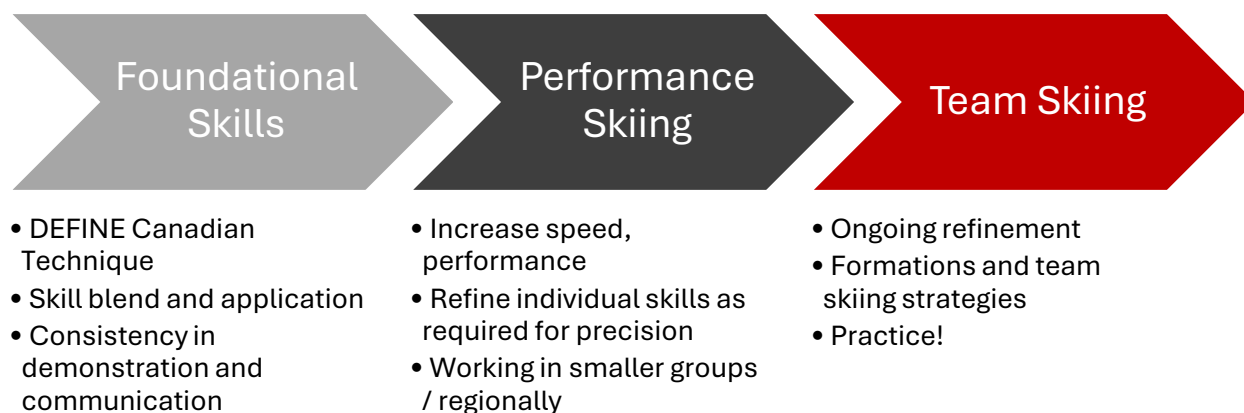 Foundational
Skills
• DEFINE Canadian
Technique
• Skill blend and application
• Consistency in
demonstration and
communication
Performance
Skiing
• Increase speed,
performance
• Refine individual skills as
required for precision
• Working in smaller groups
/ regionally
Team Skiing
• Ongoing refinement
• Formations and team
skiing strategies
• Practice!